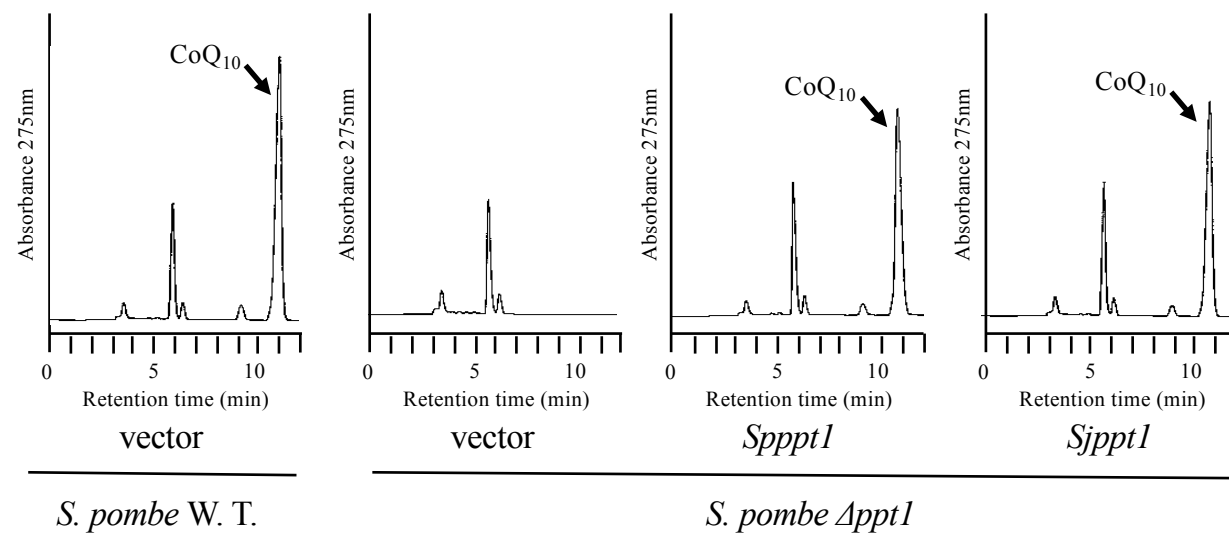 CoQ10
Absorbance 275nm
0 5 10
Retention time (min)
vector
Absorbance 275nm
0 5 10
Retention time (min)
vector
CoQ10
Absorbance 275nm
0 5 10
Retention time (min)
Spppt1
CoQ10
Absorbance 275nm
0 5 10
Retention time (min)
Sjppt1
S. pombe W. T.
S. pombe Δppt1